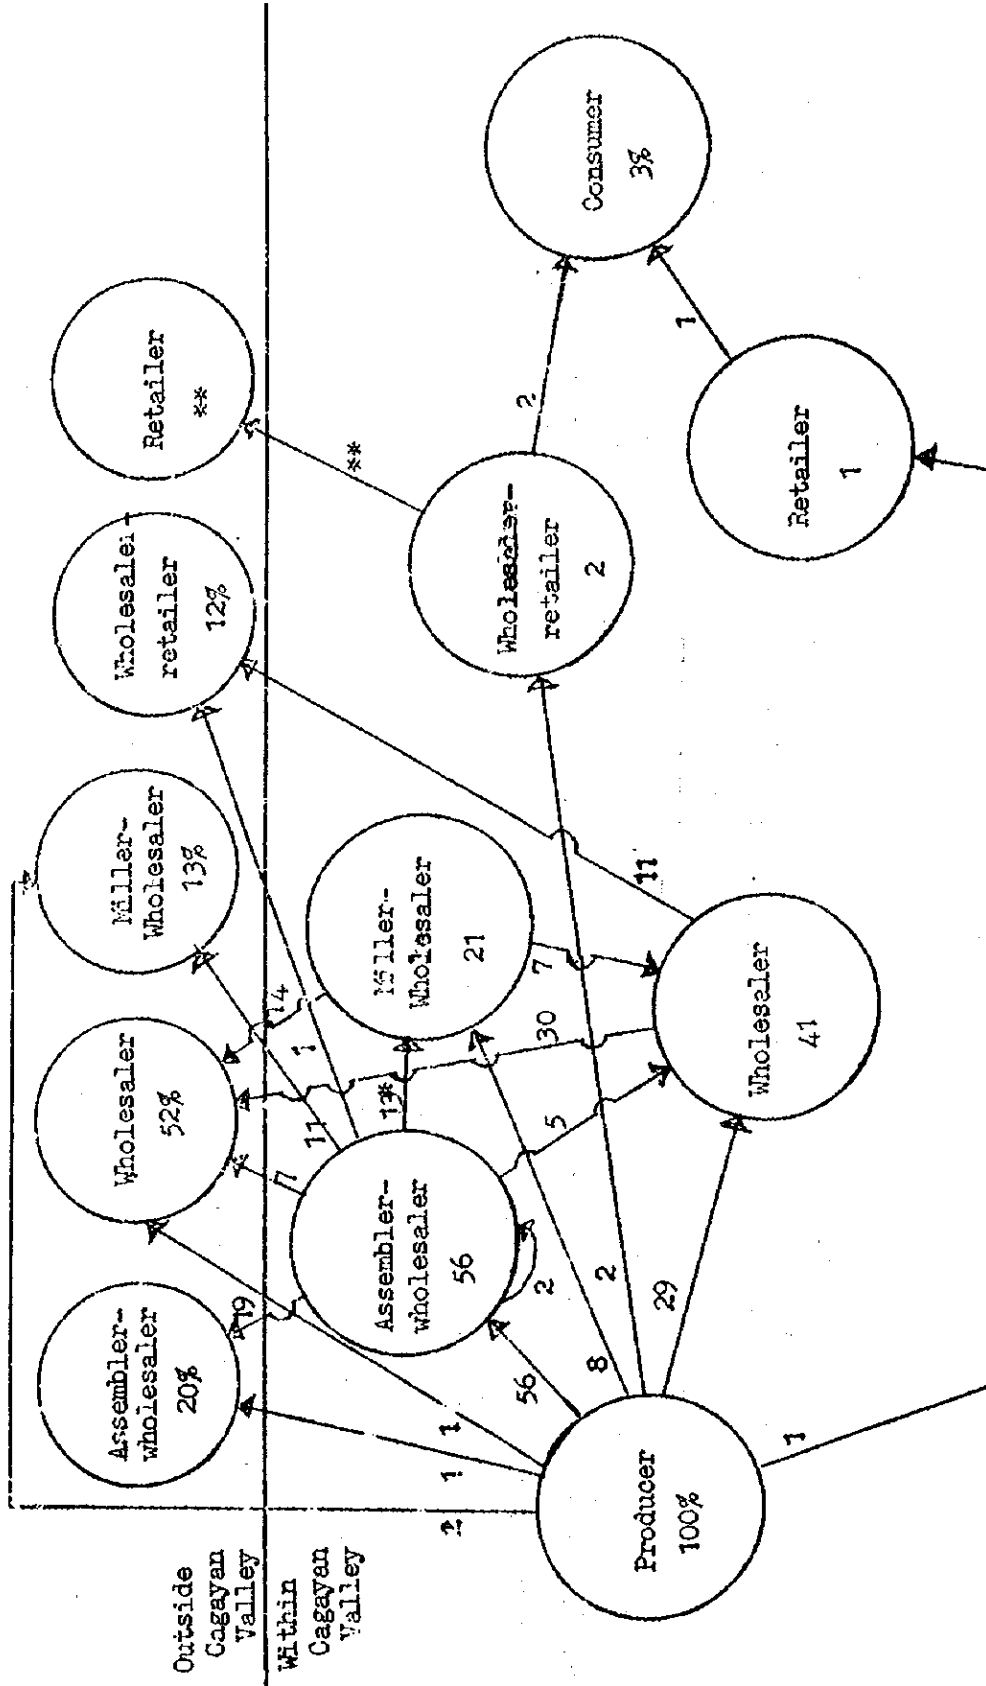 Outside
Cagayan
Valley
Within
Cagayan
Valley
Assembler-
wholesaler
20%
Wholesaler
52%
Miller-
Wholesaler
13%
Wholesaler-
retailer
12%
Retailer
**
19
14
1
11
1
1
13*
Assembler-
wholesaler
56
Miller-
Wholesaler
21
**
Wholesaler-
retailer
2
2
Consumer
3%
56
2
5
30
7
11
8
2
29
Producer
100%
Wholesaler
41
1
Retailer
1
1